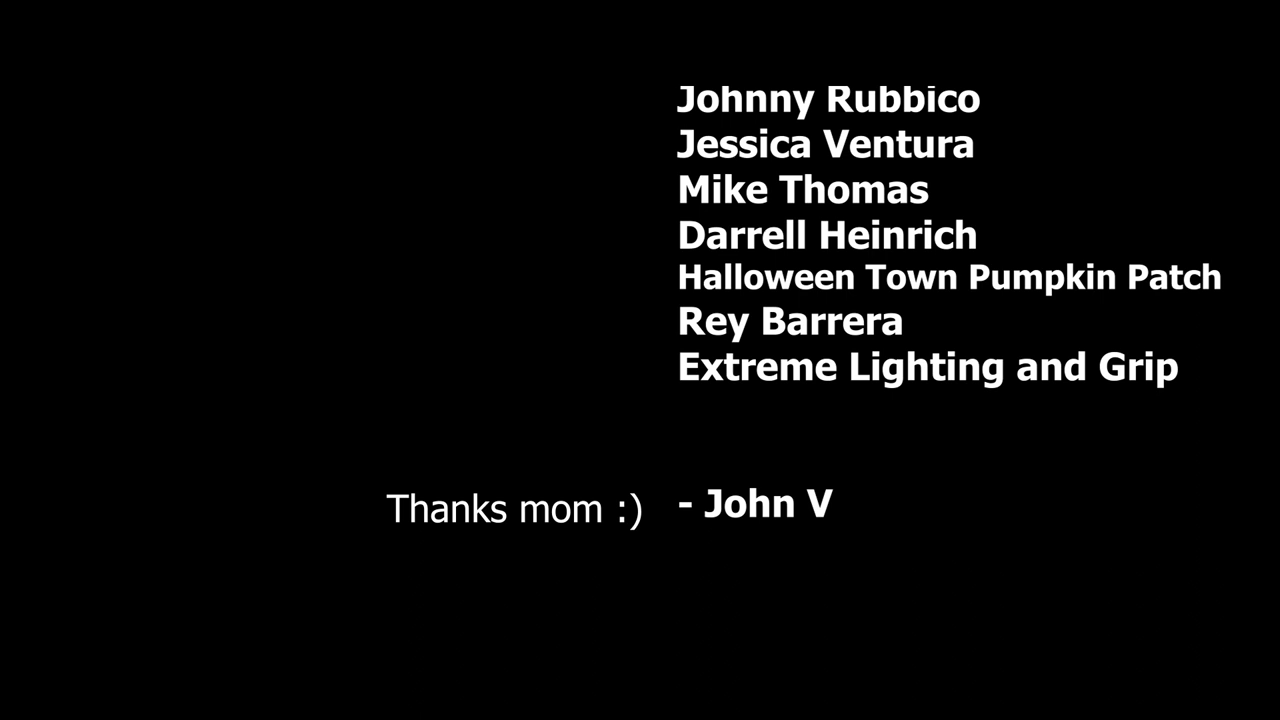 Johnny Rubbico
Jessica Ventura
Mike Thomas
Darrell Heinrich
Halloween Town Pumpkin Patch
Rey Barrera
Extreme Lighting and Grip
Thanks mom :) - John V